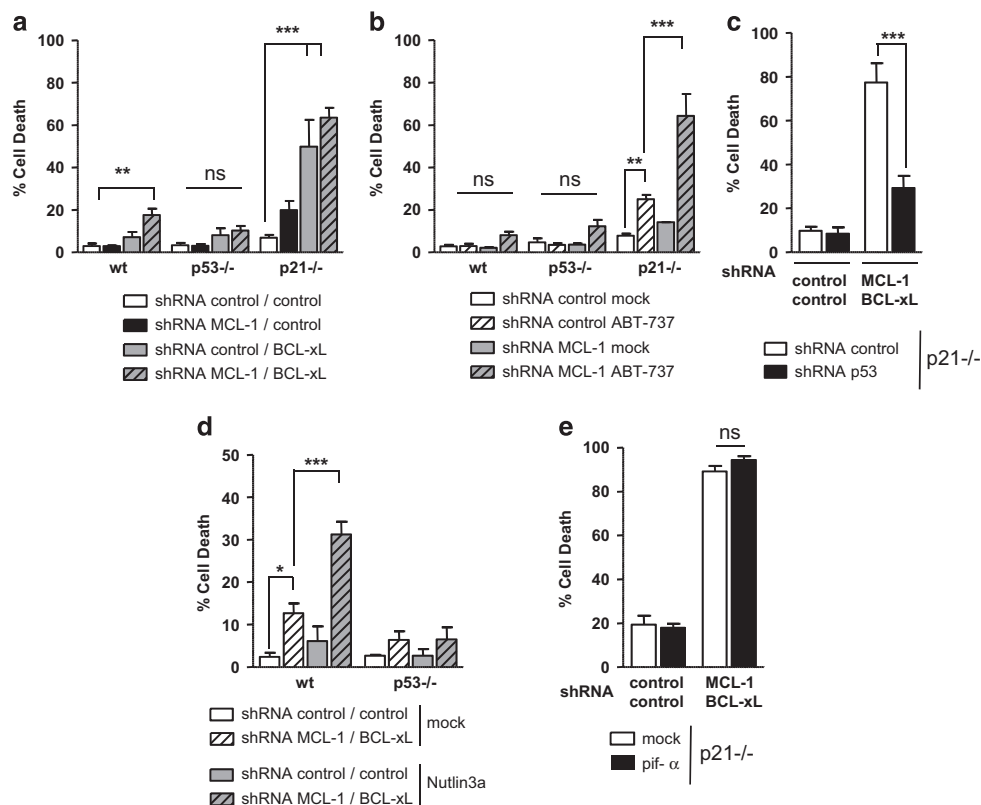 a
% Cell Death
100
80
60
40
20
0
**
ns
***
wt
p53-/-
p21-/-
shRNA control / control
shRNA MCL-1 / control
shRNA control / BCL-xL
shRNA MCL-1 / BCL-xL
b
% Cell Death
100
80
60
40
20
0
ns
ns
**
***
wt
p53-/-
p21-/-
shRNA control mock
shRNA control ABT-737
shRNA MCL-1 mock
shRNA MCL-1 ABT-737
c
% Cell Death
100
80
60
40
20
0
***
shRNA
control
control
MCL-1
BCL-xL
shRNA control
shRNA p53
p21-/-
d
% Cell Death
50
40
30
20
10
0
*
***
wt
p53-/-
shRNA control / control
shRNA MCL-1 / BCL-xL
mock
shRNA control / control
shRNA MCL-1 / BCL-xL
Nutlin3a
e
% Cell Death
100
80
60
40
20
0
ns
shRNA
control
control
MCL-1
BCL-xL
mock
pif- α
p21-/-